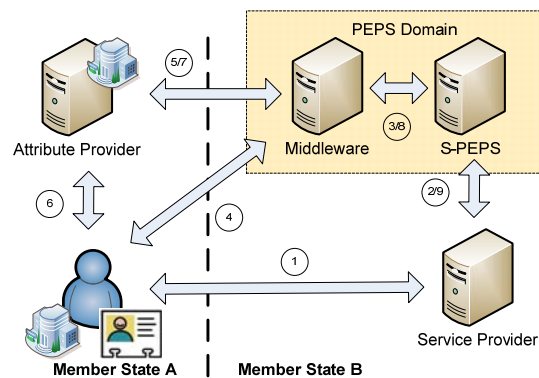 PEPS Domain
5/7
Attribute Provider
Middleware
3/8
S-PEPS
6
4
2/9
1
Service Provider
Member State A
Member State B